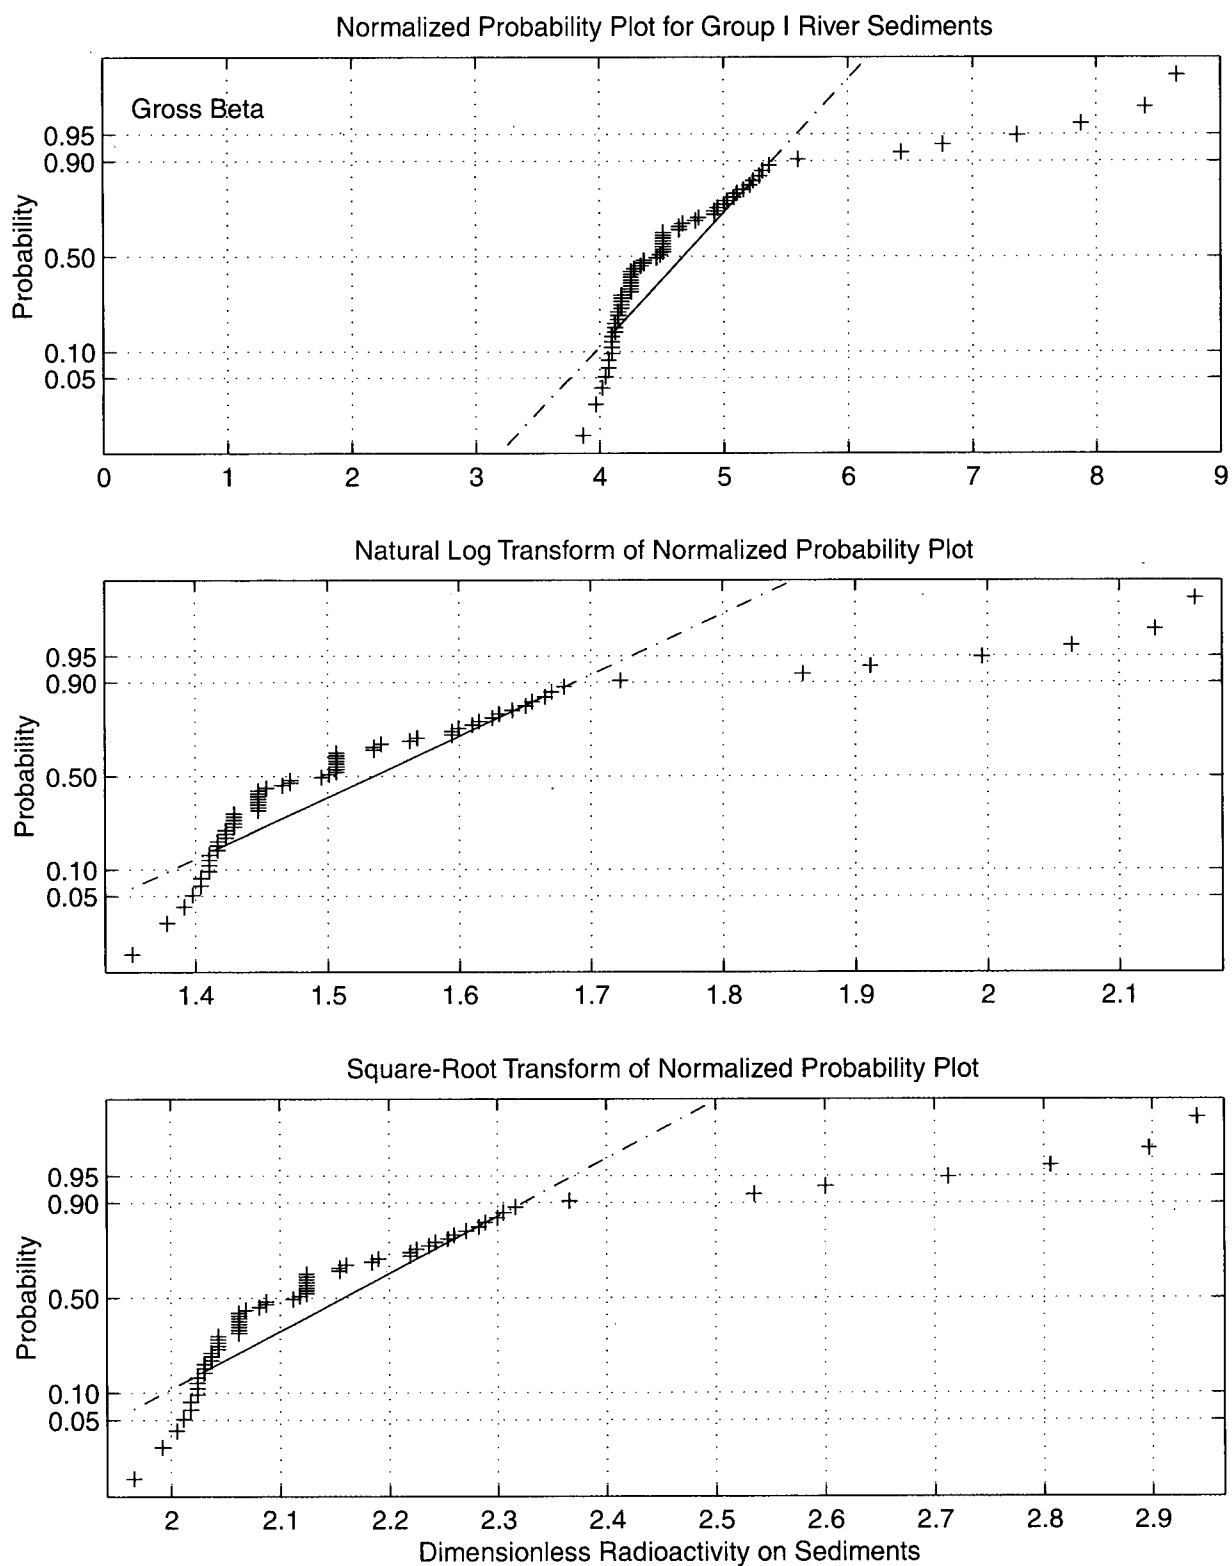 Normalized Probability Plot for Group I River Sediments
Gross Beta
0.95
0.90
0.50
0.10
0.05
Probability
0 1 2 3 4 5 6 7 8 9
Natural Log Transform of Normalized Probability Plot
0.95
0.90
0.50
0.10
0.05
Probability
1.4 1.5 1.6 1.7 1.8 1.9 2 2.1
Square-Root Transform of Normalized Probability Plot
0.95
0.90
0.50
0.10
0.05
Probability
2 2.1 2.2 2.3 2.4 2.5 2.6 2.7 2.8 2.9
Dimensionless Radioactivity on Sediments